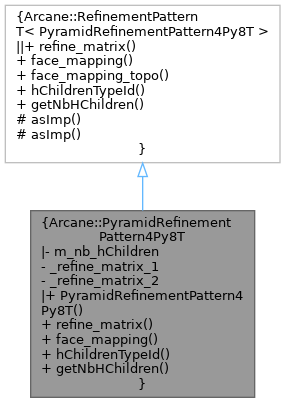 {Arcane::RefinementPattern
T< PyramidRefinementPattern4Py8T >
||+ refine_matrix()
+ face_mapping()
+ face_mapping_topo()
+ hChildrenTypeId()
+ getNbHChildren()
# asImp()
# asImp()
}
{Arcane::PyramidRefinement
Pattern4Py8T
|- m_nb_hChildren
- _refine_matrix_1
- _refine_matrix_2
|+ PyramidRefinementPattern4
Py8T()
+ refine_matrix()
+ face_mapping()
+ hChildrenTypeId()
+ getNbHChildren()
}